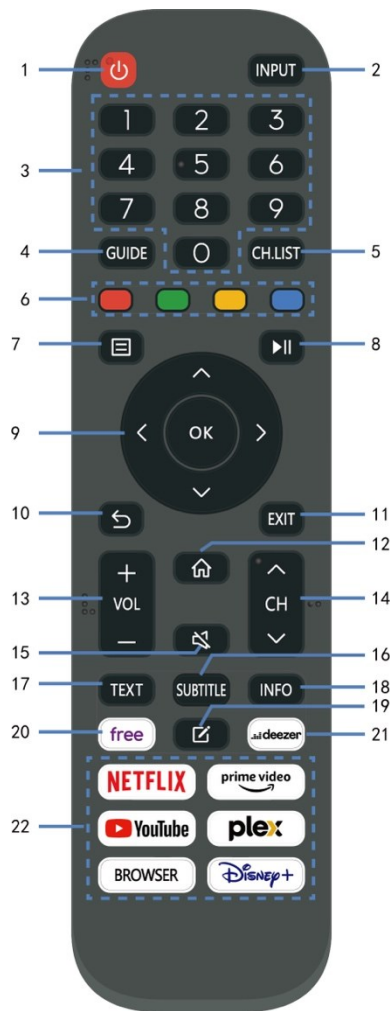 1
INPUT
2
1 2 3
3
4 5 6
7 8 9
4
GUIDE
0
CH.LIST
5
6
7
8
9
OK
10
EXIT
11
12
13
+
VOL
−
CH
14
15
16
17
TEXT
SUBTITLE
INFO
18
19
20
free
deezer
21
NETFLIX
prime video
22
YouTube
plex
BROWSER
Disney+